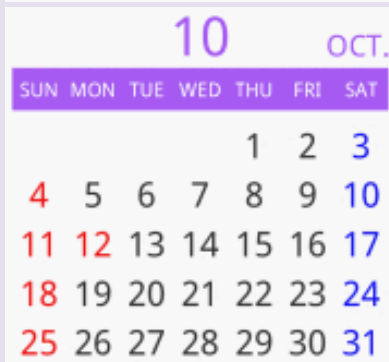 10 OCT.
SUN MON TUE WED THU FRI SAT
1 2 3
4 5 6 7 8 9 10
11 12 13 14 15 16 17
18 19 20 21 22 23 24
25 26 27 28 29 30 31